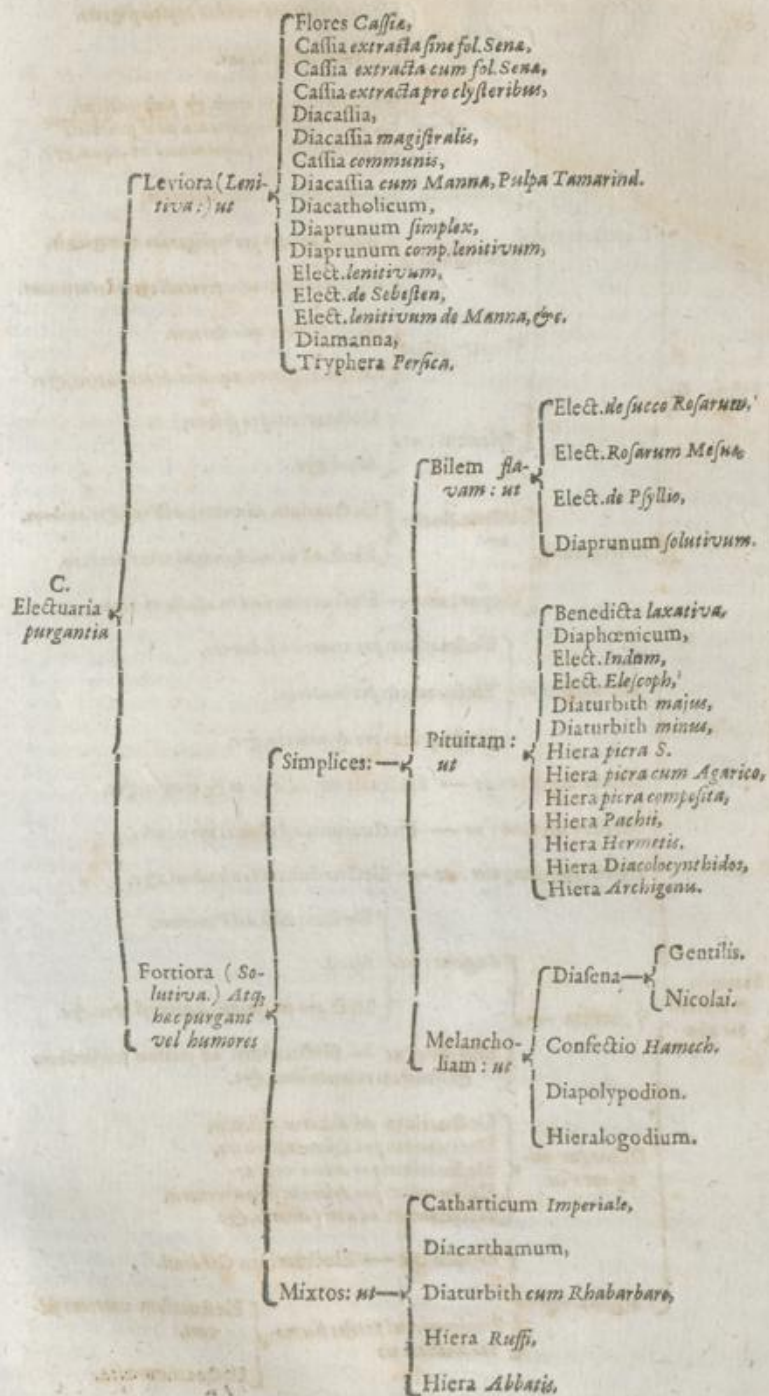 Flores Caſſiæ,
Caſſia extracta ſine fol. Senæ,
Caſſia extracta cum fol. Senæ,
Caſſia extracta pro clyſteribus,
Diacaſſia,
Diacaſſia magiſtralis,
Caſſia communis,
Leviora (Leni-
tiva:) ut
Diacaſſia cum Manna, Pulpa Tamarind.
Diacatholicum,
Diaprunum ſimplex,
Diaprunum comp. lenitivum,
Elect. lenitivum,
Elect. de Sebeſten,
Elect. lenitivum de Manna, &c.
Diamanna,
Tryphera Perſica.
C.
Electuaria
purgantia
Fortiora (So-
lutiva.) Atq;
hæc purgant
vel humores
Simplices:
Bilem fla-
vam: ut
Elect. de ſucco Roſarum,
Elect. Roſarum Meſuæ,
Elect. de Pſyllio,
Diaprunum ſolutivum.
Pituitam:
ut
Benedicta laxativa,
Diaphœnicum,
Elect. Indum,
Elect. Eleſcoph,
Diaturbith majus,
Diaturbith minus,
Hiera picra S.
Hiera picra cum Agarico,
Hiera picra compoſita,
Hiera Pachii,
Hiera Hermetis.
Hiera Diacolocynthidos,
Hiera Archigenu.
Melancho-
liam: ut
Diaſena
Gentilis.
Nicolai.
Confectio Hamech.
Diapolypodion.
Hieralogodium.
Mixtos: ut
Catharticum Imperiale,
Diacarthamum,
Diaturbith cum Rhabarbaro,
Hiera Ruffi,
Hiera Abbatis.